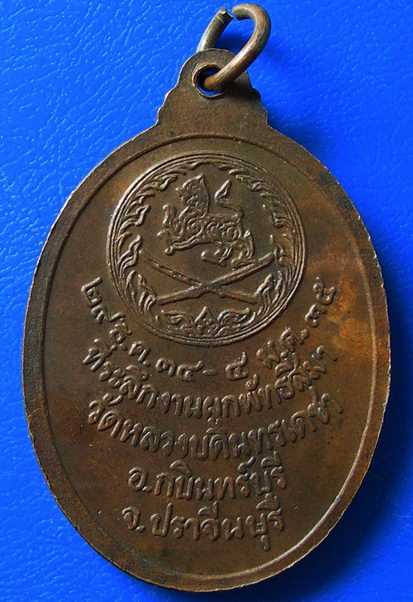 ๒๘ ธ.ค. ๓๔ - ๕ ม.ค. ๓๕
ที่ระลึกงานผูกพัทธสีมา
วัดหลวงบดินทรเดชา
อ.กบินทร์บุรี
จ.ปราจีนบุรี